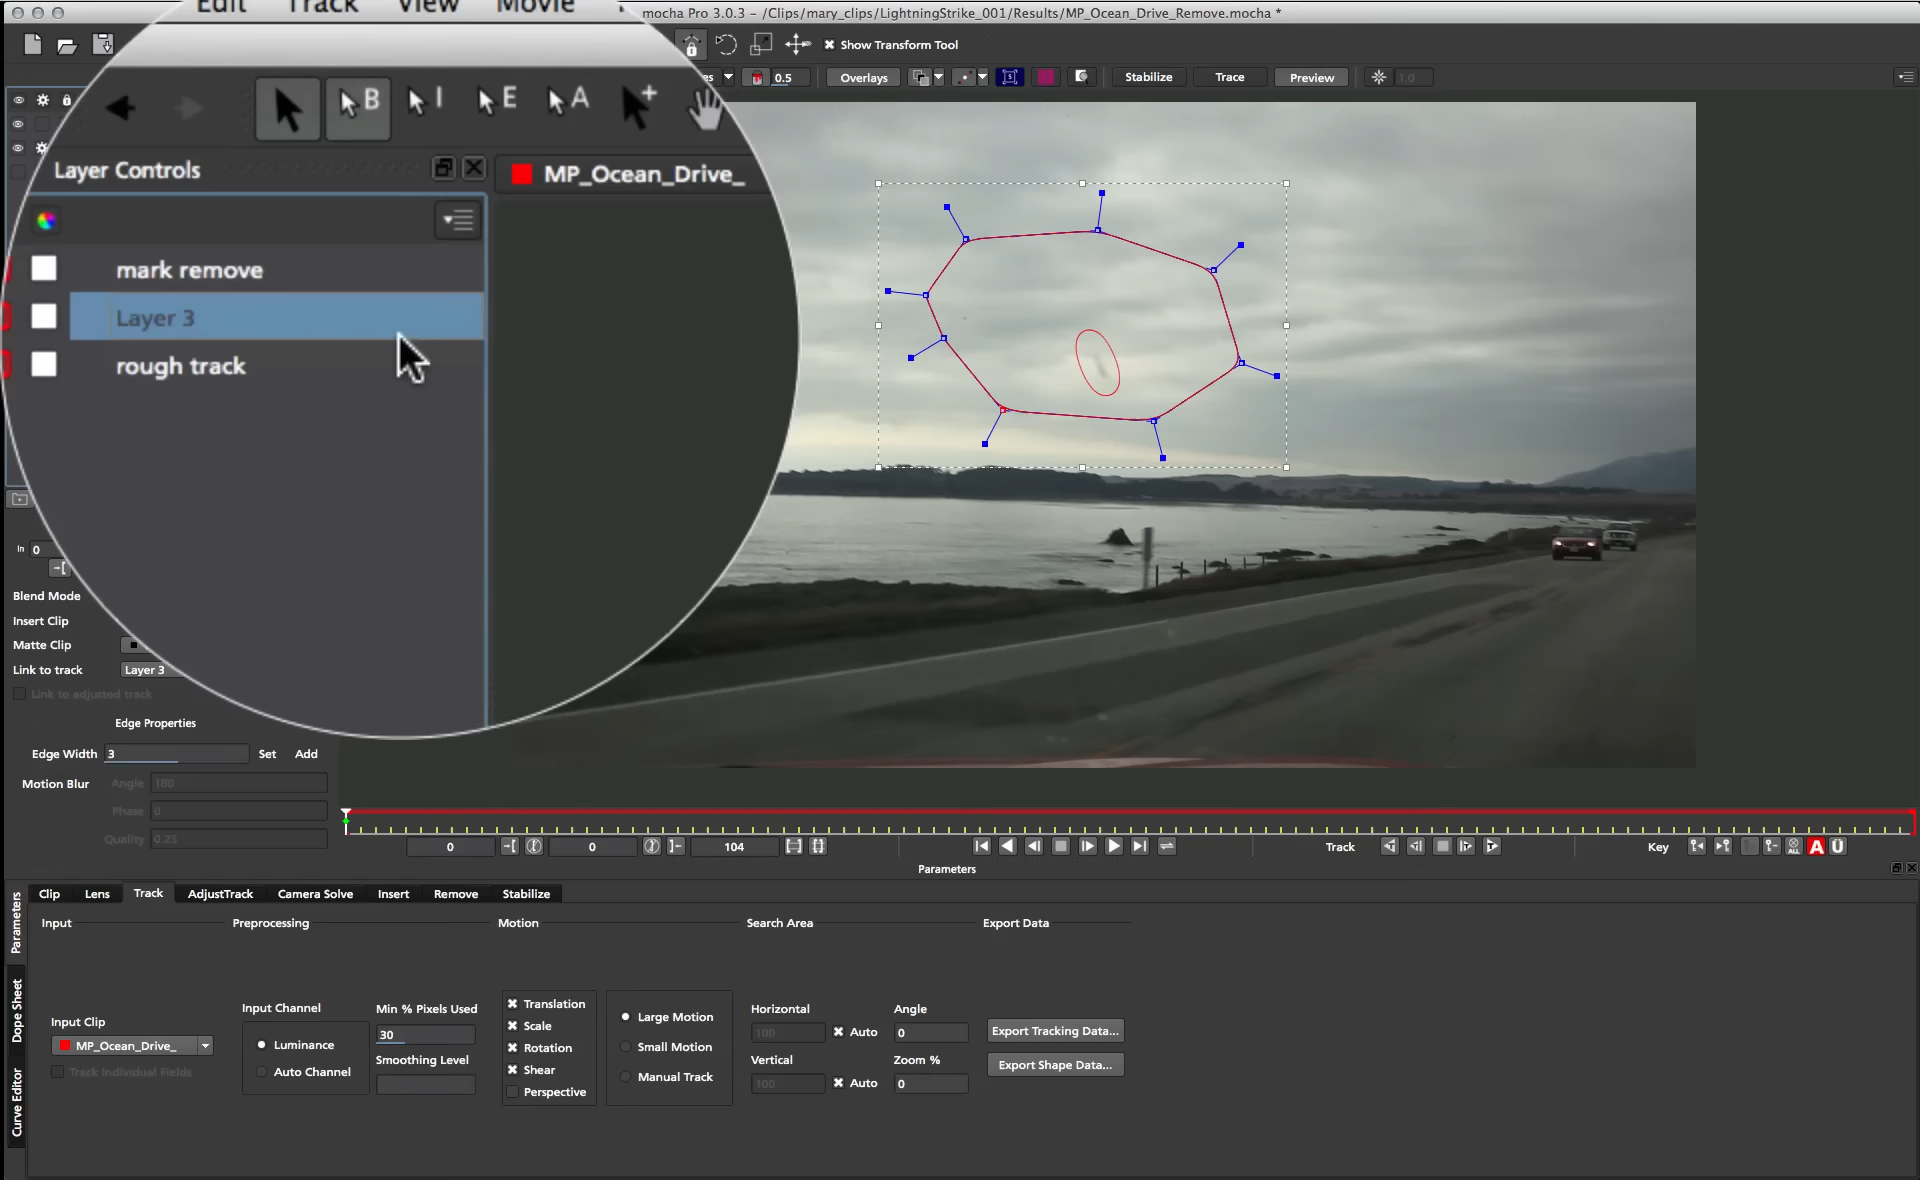 Edit Track View Movie
mocha Pro 3.0.3 - /Clips/mary_clips/LightningStrike_001/Results/MP_Ocean_Drive_Remove.mocha *
Show Transform Tool
0.5 Overlays Stabilize Trace Preview 1.0
B I E A
Layer Controls
MP_Ocean_Drive_
mark remove
Layer 3
rough track
In 0
Blend Mode
Insert Clip
Matte Clip
Link to track Layer 3
Link to adjusted track
Edge Properties
Edge Width 3 Set Add
Motion Blur Angle 180
Phase 0
Quality 0.25
0 0 104 Track Key ALL A Ü
Parameters
Clip Lens Track AdjustTrack Camera Solve Insert Remove Stabilize
Parameters
Dope Sheet
Curve Editor
Input Preprocessing Motion Search Area Export Data
Input Clip
MP_Ocean_Drive_
Track Individual Fields
Input Channel
Luminance
Auto Channel
Min % Pixels Used
30
Smoothing Level
Translation
Scale
Rotation
Shear
Perspective
Large Motion
Small Motion
Manual Track
Horizontal
100 Auto
Vertical
100 Auto
Angle
0
Zoom %
0
Export Tracking Data...
Export Shape Data...